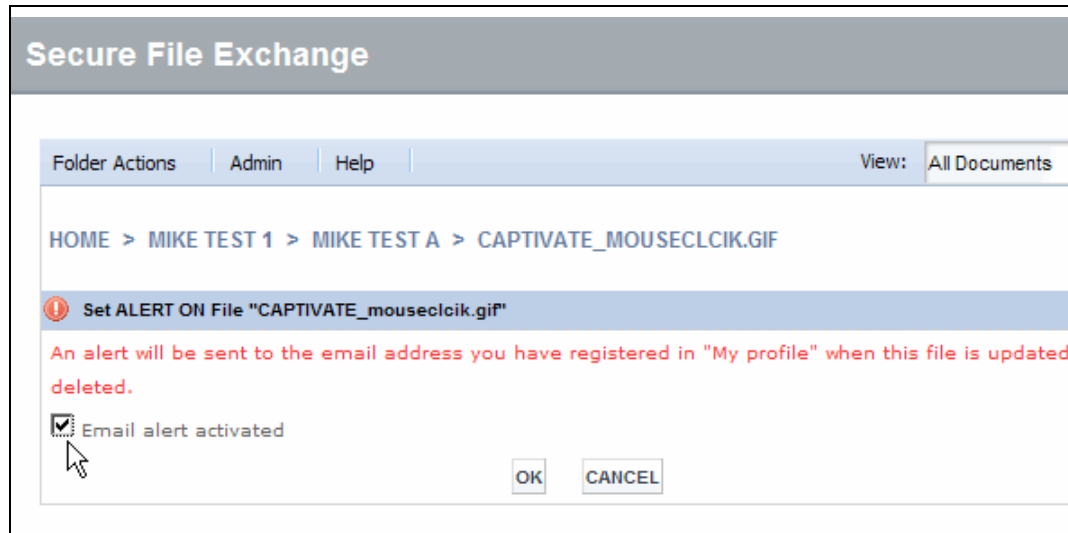 Secure File Exchange
Folder Actions Admin Help View: All Documents
HOME > MIKE TEST 1 > MIKE TEST A > CAPTIVATE_MOUSECLCIK.GIF
Set ALERT ON File "CAPTIVATE_mouseclcik.gif"
An alert will be sent to the email address you have registered in "My profile" when this file is updated
deleted.
Email alert activated
OK CANCEL